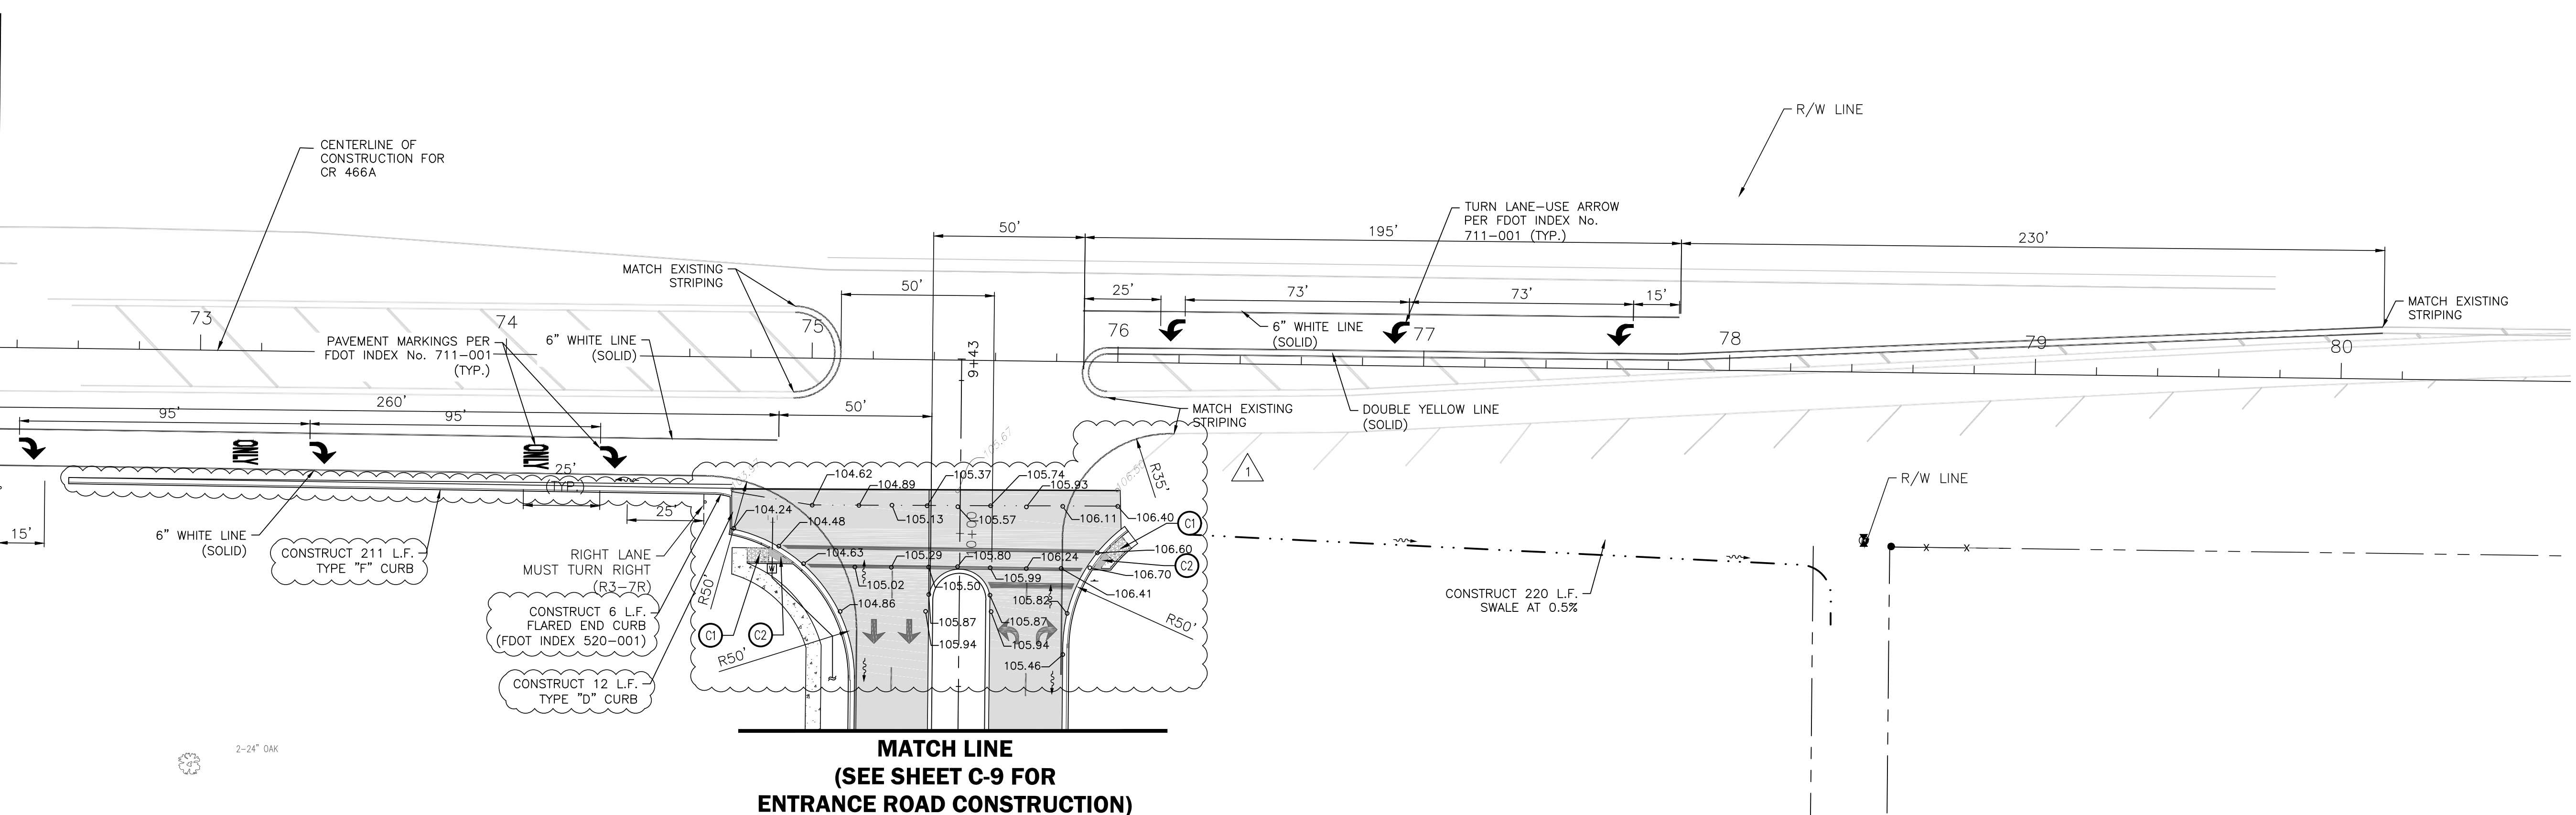 R/W LINE
CENTERLINE OF
CONSTRUCTION FOR
CR 466A
TURN LANE-USE ARROW
PER FDOT INDEX No.
711-001 (TYP.)
50'
195'
230'
MATCH EXISTING
STRIPING
50'
25'
73'
73'
15'
MATCH EXISTING
STRIPING
73
74
75
76
77
78
79
80
6" WHITE LINE
(SOLID)
PAVEMENT MARKINGS PER
FDOT INDEX No. 711-001
(TYP.)
6" WHITE LINE
(SOLID)
9+43
260'
95'
95'
50'
MATCH EXISTING
STRIPING
DOUBLE YELLOW LINE
(SOLID)
ONLY
ONLY
25'
(TYP.)
105.67
R35'
1
104.62
105.37
105.74
104.89
105.93
R/W LINE
104.24
104.48
105.13
105.57
106.11
106.40
C1
15'
6" WHITE LINE
(SOLID)
25'
10+00
CONSTRUCT 211 L.F.
TYPE "F" CURB
RIGHT LANE
MUST TURN RIGHT
(R3-7R)
104.63
105.29
105.80
106.24
106.60
C2
106.70
105.02
105.50
105.99
106.41
X
X
W
R50'
104.86
105.82
CONSTRUCT 220 L.F.
SWALE AT 0.5%
CONSTRUCT 6 L.F.
FLARED END CURB
(FDOT INDEX 520-001)
C1
C2
105.87
105.87
R50'
105.94
105.94
R50'
105.46
CONSTRUCT 12 L.F.
TYPE "D" CURB
2-24" OAK
MATCH LINE
(SEE SHEET C-9 FOR
ENTRANCE ROAD CONSTRUCTION)